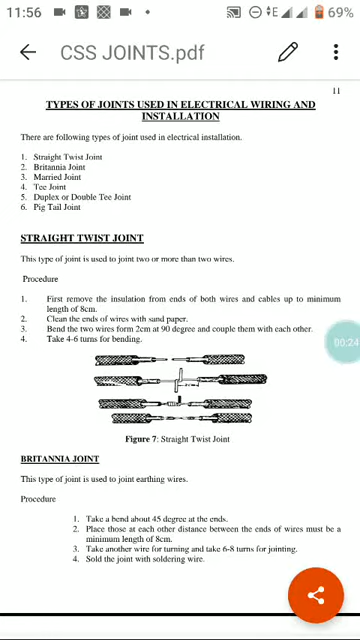 11:56
E
69%
CSS JOINTS.pdf
11
TYPES OF JOINTS USED IN ELECTRICAL WIRING AND
INSTALLATION
There are following types of joint used in electrical installation.
1. Straight Twist Joint
2. Britannia Joint
3. Married Joint
4. Tee Joint
5. Duplex or Double Tee Joint
6. Pig Tail Joint
STRAIGHT TWIST JOINT
This type of joint is used to joint two or more than two wires.
Procedure
1. First remove the insulation from ends of both wires and cables up to minimum
length of 8cm.
2. Clean the ends of wires with sand paper.
3. Bend the two wires form 2cm at 90 degree and couple them with each other.
4. Take 4-6 turns for bending.
00:24
Figure 7: Straight Twist Joint
BRITANNIA JOINT
This type of joint is used to joint earthing wires.
Procedure
1. Take a bend about 45 degree at the ends.
2. Place those at each other distance between the ends of wires must be a
minimum length of 8cm.
3. Take another wire for turning and take 6-8 turns for jointing.
4. Sold the joint with soldering wire.